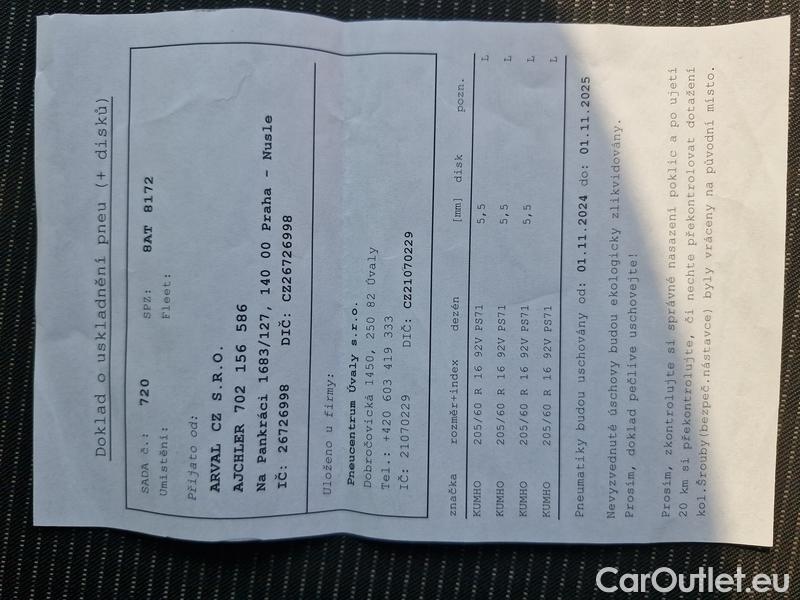 Doklad o uskladnění pneu (+ disků)
SADA č.: 720 SPZ: 8AT 8172
Umístění: Fleet:
Přijato od:
ARVAL CZ S.R.O.
AJCHLER 702 156 586
Na Pankráci 1683/127, 140 00 Praha - Nusle
IČ: 26726998 DIČ: CZ26726998
Uloženo u firmy:
Pneucentrum Úvaly s.r.o.
Dobročovická 1450, 250 82 Úvaly
Tel.: +420 603 419 333
IČ: 21070229 DIČ: CZ21070229
značka rozměr+index dezén [mm] disk pozn.
KUMHO 205/60 R 16 92V PS71 5,5 L
KUMHO 205/60 R 16 92V PS71 5,5 L
KUMHO 205/60 R 16 92V PS71 5,5 L
KUMHO 205/60 R 16 92V PS71 L
Pneumatiky budou uschovány od: 01.11.2024 do: 01.11.2025
Nevyzvednuté úschovy budou ekologicky zlikvidovány.
Prosím, doklad pečlivě uschovejte!
Prosím, zkontrolujte si správné nasazení poklic a po ujetí
20 km si překontrolujte, či nechte překontrolovat dotažení
kol.Šrouby(bezpeč.nástavce) byly vráceny na původní místo.
CarOutlet.eu